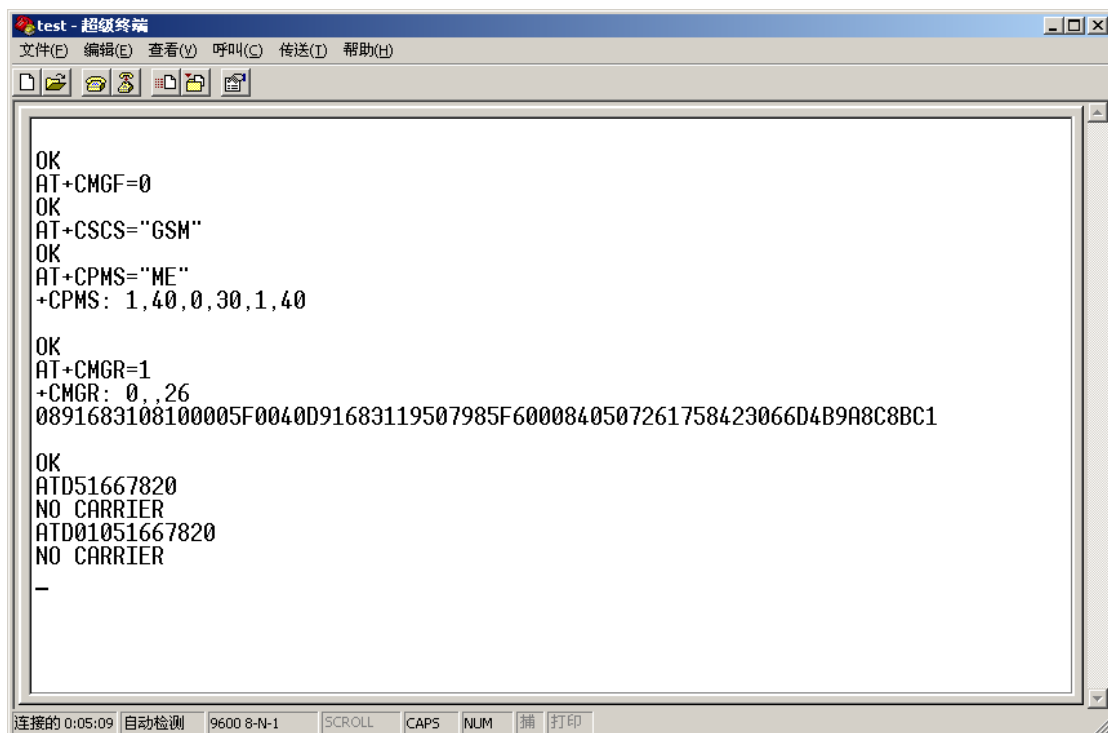 test - 超级终端
文件(F) 编辑(E) 查看(V) 呼叫(C) 传送(T) 帮助(H)
OK
AT+CMGF=0
OK
AT+CSCS="GSM"
OK
AT+CPMS="ME"
+CPMS: 1,40,0,30,1,40
OK
AT+CMGR=1
+CMGR: 0,,26
0891683108100005F0040D91683119507985F600084050726175842306​6D4B9A8C8BC1
OK
ATD51667820
NO CARRIER
ATD01051667820
NO CARRIER
连接的 0:05:09 自动检测 9600 8-N-1 SCROLL CAPS NUM 捕 打印